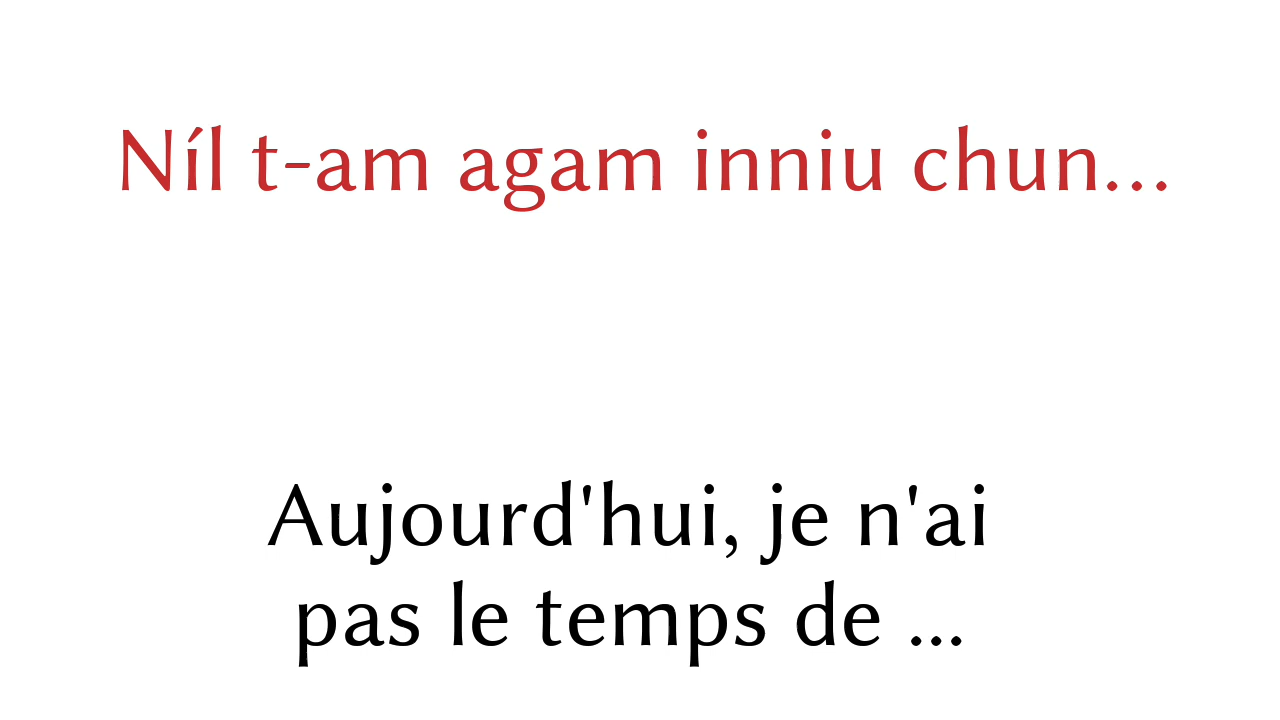 Níl t-am agam inniu chun...
Aujourd'hui, je n'ai
pas le temps de ...